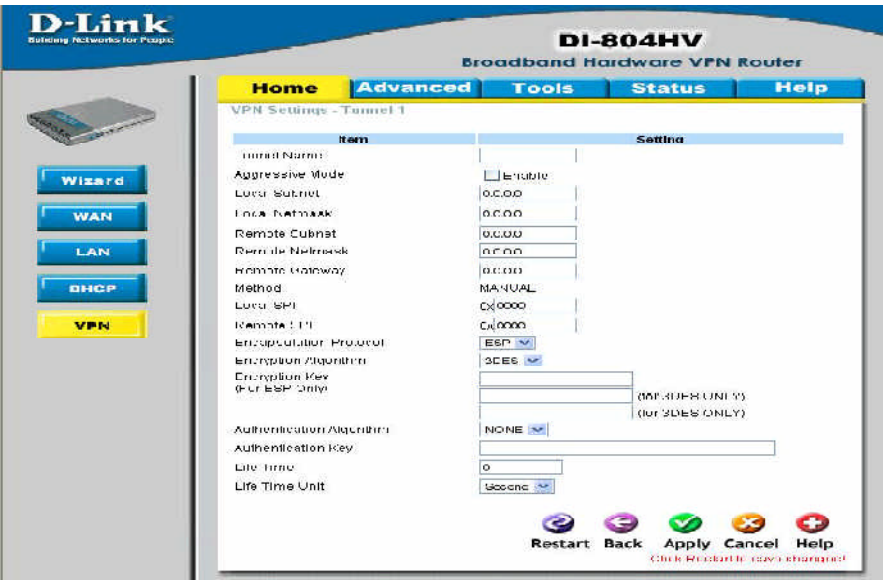 D-Link
Building Networks for People
DI-804HV
Broadband Hardware VPN Router
Home Advanced Tools Status Help
VPN Settings - Tunnel 1
Item Setting
Tunnel Name
Aggressive Mode Enable
Local Subnet 0.0.0.0
Local Netmask 0.0.0.0
Remote Subnet 0.0.0.0
Remote Netmask 0.0.0.0
Remote Gateway 0.0.0.0
Method MANUAL
Local SPI 0x 0000
Remote SPI 0x 0000
Encapsulation Protocol ESP
Encryption Algorithm 3DES
Encryption Key
(For ESP Only)
(for 3DES ONLY)
(for 3DES ONLY)
Authentication Algorithm NONE
Authentication Key
Life Time 0
Life Time Unit Second
Wizard
WAN
LAN
DHCP
VPN
Restart Back Apply Cancel Help
Click Restart to save changes!